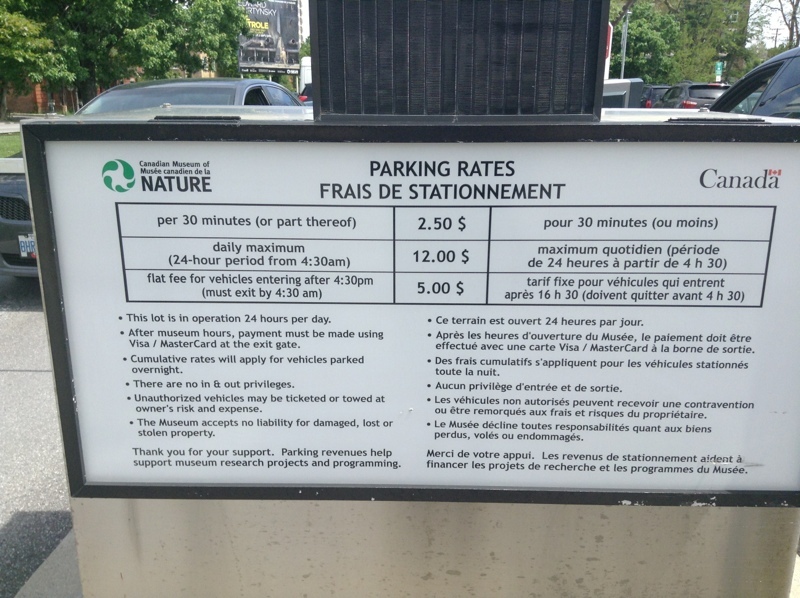 TROLE
Canadian Museum of
Musée canadien de la
NATURE
PARKING RATES
FRAIS DE STATIONNEMENT
Canada
per 30 minutes (or part thereof) 2.50 $ pour 30 minutes (ou moins)
daily maximum
(24-hour period from 4:30am)
12.00 $
maximum quotidien (période
de 24 heures à partir de 4 h 30)
flat fee for vehicles entering after 4:30pm
(must exit by 4:30 am)
5.00 $
tarif fixe pour véhicules qui entrent
après 16 h 30 (doivent quitter avant 4 h 30)
• This lot is in operation 24 hours per day.
• After museum hours, payment must be made using
Visa / MasterCard at the exit gate.
• Cumulative rates will apply for vehicles parked
overnight.
• There are no in & out privileges.
• Unauthorized vehicles may be ticketed or towed at
owner's risk and expense.
• The Museum accepts no liability for damaged, lost or
stolen property.
Thank you for your support. Parking revenues help
support museum research projects and programming.
• Ce terrain est ouvert 24 heures par jour.
• Après les heures d'ouverture du Musée, le paiement doit être
effectué avec une carte Visa / MasterCard à la borne de sortie.
• Des frais cumulatifs s'appliquent pour les véhicules stationnés
toute la nuit.
• Aucun privilège d'entrée et de sortie.
• Les véhicules non autorisés peuvent recevoir une contravention
ou être remorqués aux frais et risques du propriétaire.
• Le Musée décline toutes responsabilités quant aux biens
perdus, volés ou endommagés.
Merci de votre appui. Les revenus de stationnement aident à
financer les projets de recherche et les programmes du Musée.